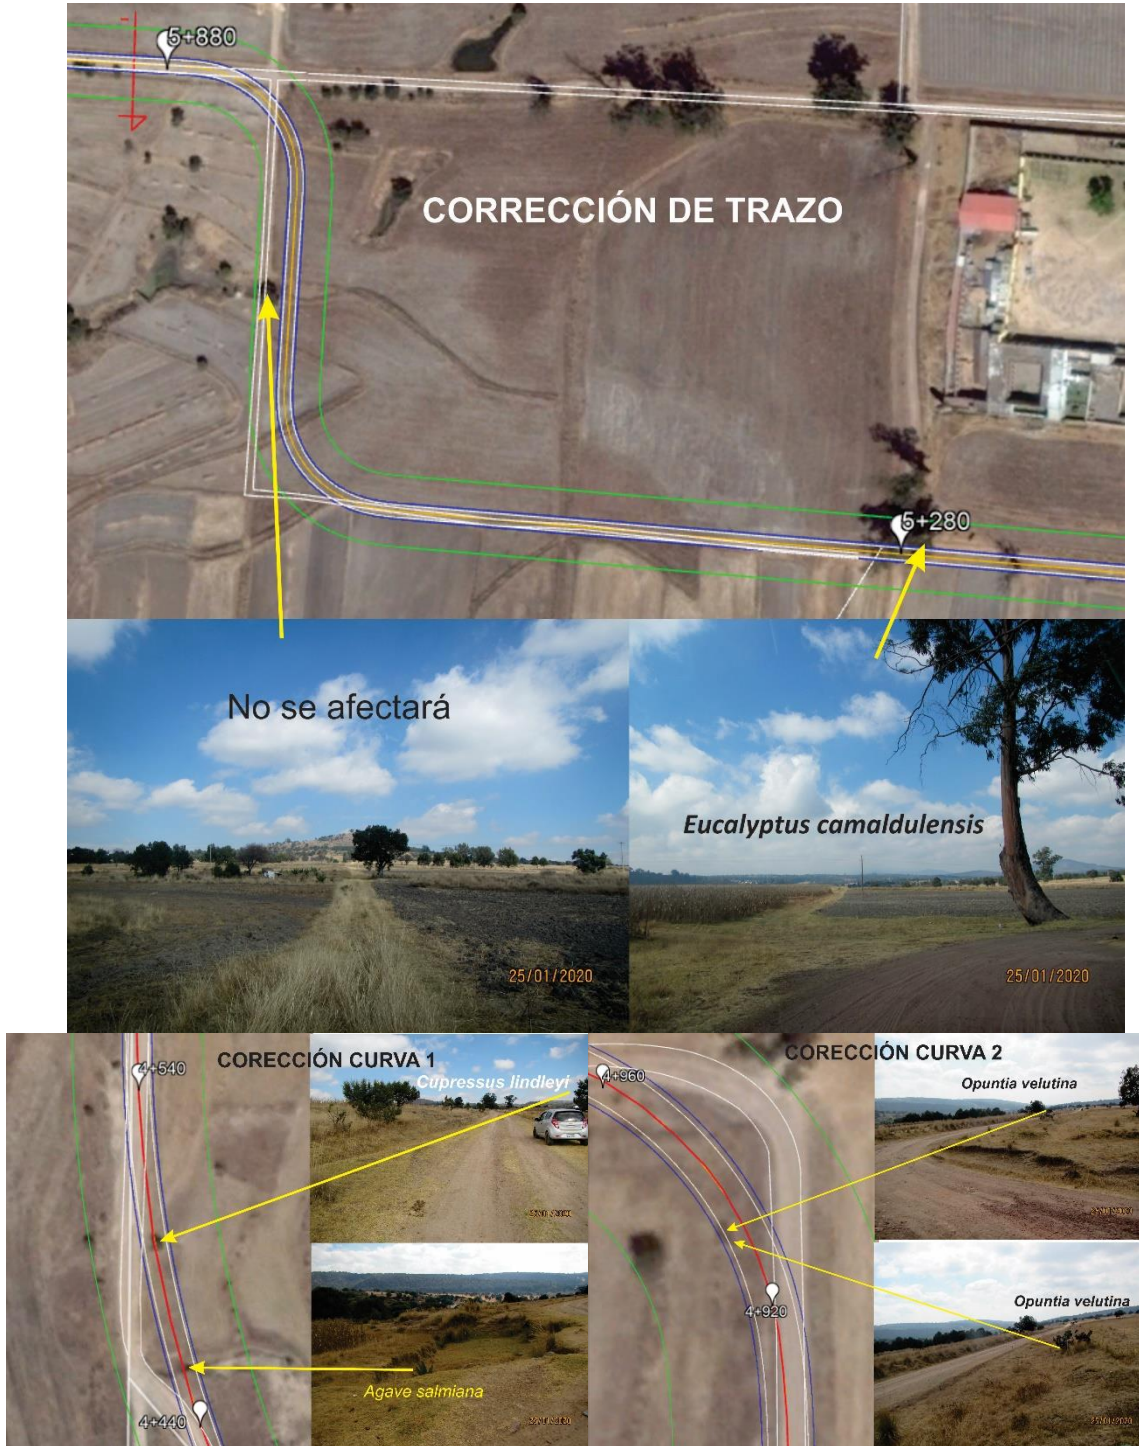 5+880
CORRECCIÓN DE TRAZO
5+280
No se afectará
Eucalyptus camaldulensis
25/01/2020
25/01/2020
CORECCIÓN CURVA 1
4+540
Cupressus lindleyi
Agave salmiana
4+440
CORECCIÓN CURVA 2
4+960
Opuntia velutina
4+920
Opuntia velutina